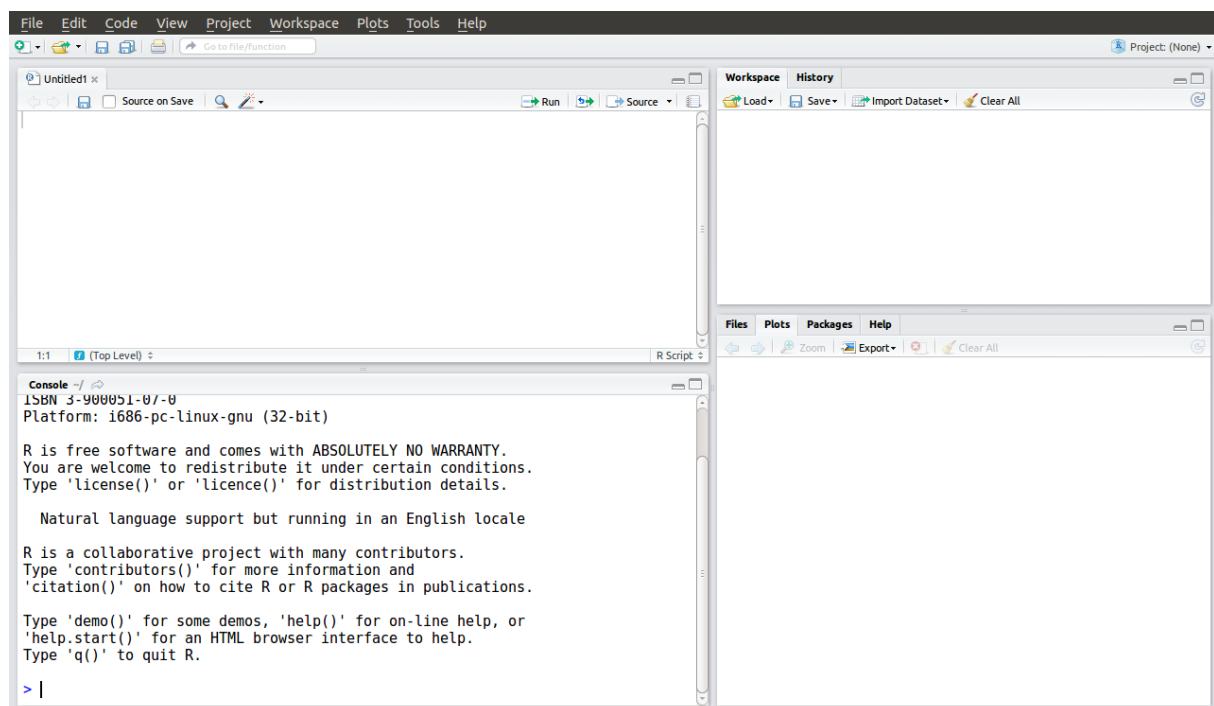 File Edit Code View Project Workspace Plots Tools Help
Go to file/function Project: (None)
Untitled1
Source on Save Run Source
1:1 (Top Level) R Script
Console ~/
ISBN 3-900051-07-0
Platform: i686-pc-linux-gnu (32-bit)
R is free software and comes with ABSOLUTELY NO WARRANTY.
You are welcome to redistribute it under certain conditions.
Type 'license()' or 'licence()' for distribution details.
Natural language support but running in an English locale
R is a collaborative project with many contributors.
Type 'contributors()' for more information and
'citation()' on how to cite R or R packages in publications.
Type 'demo()' for some demos, 'help()' for on-line help, or
'help.start()' for an HTML browser interface to help.
Type 'q()' to quit R.
>
Workspace History
Load Save Import Dataset Clear All
Files Plots Packages Help
Zoom Export Clear All